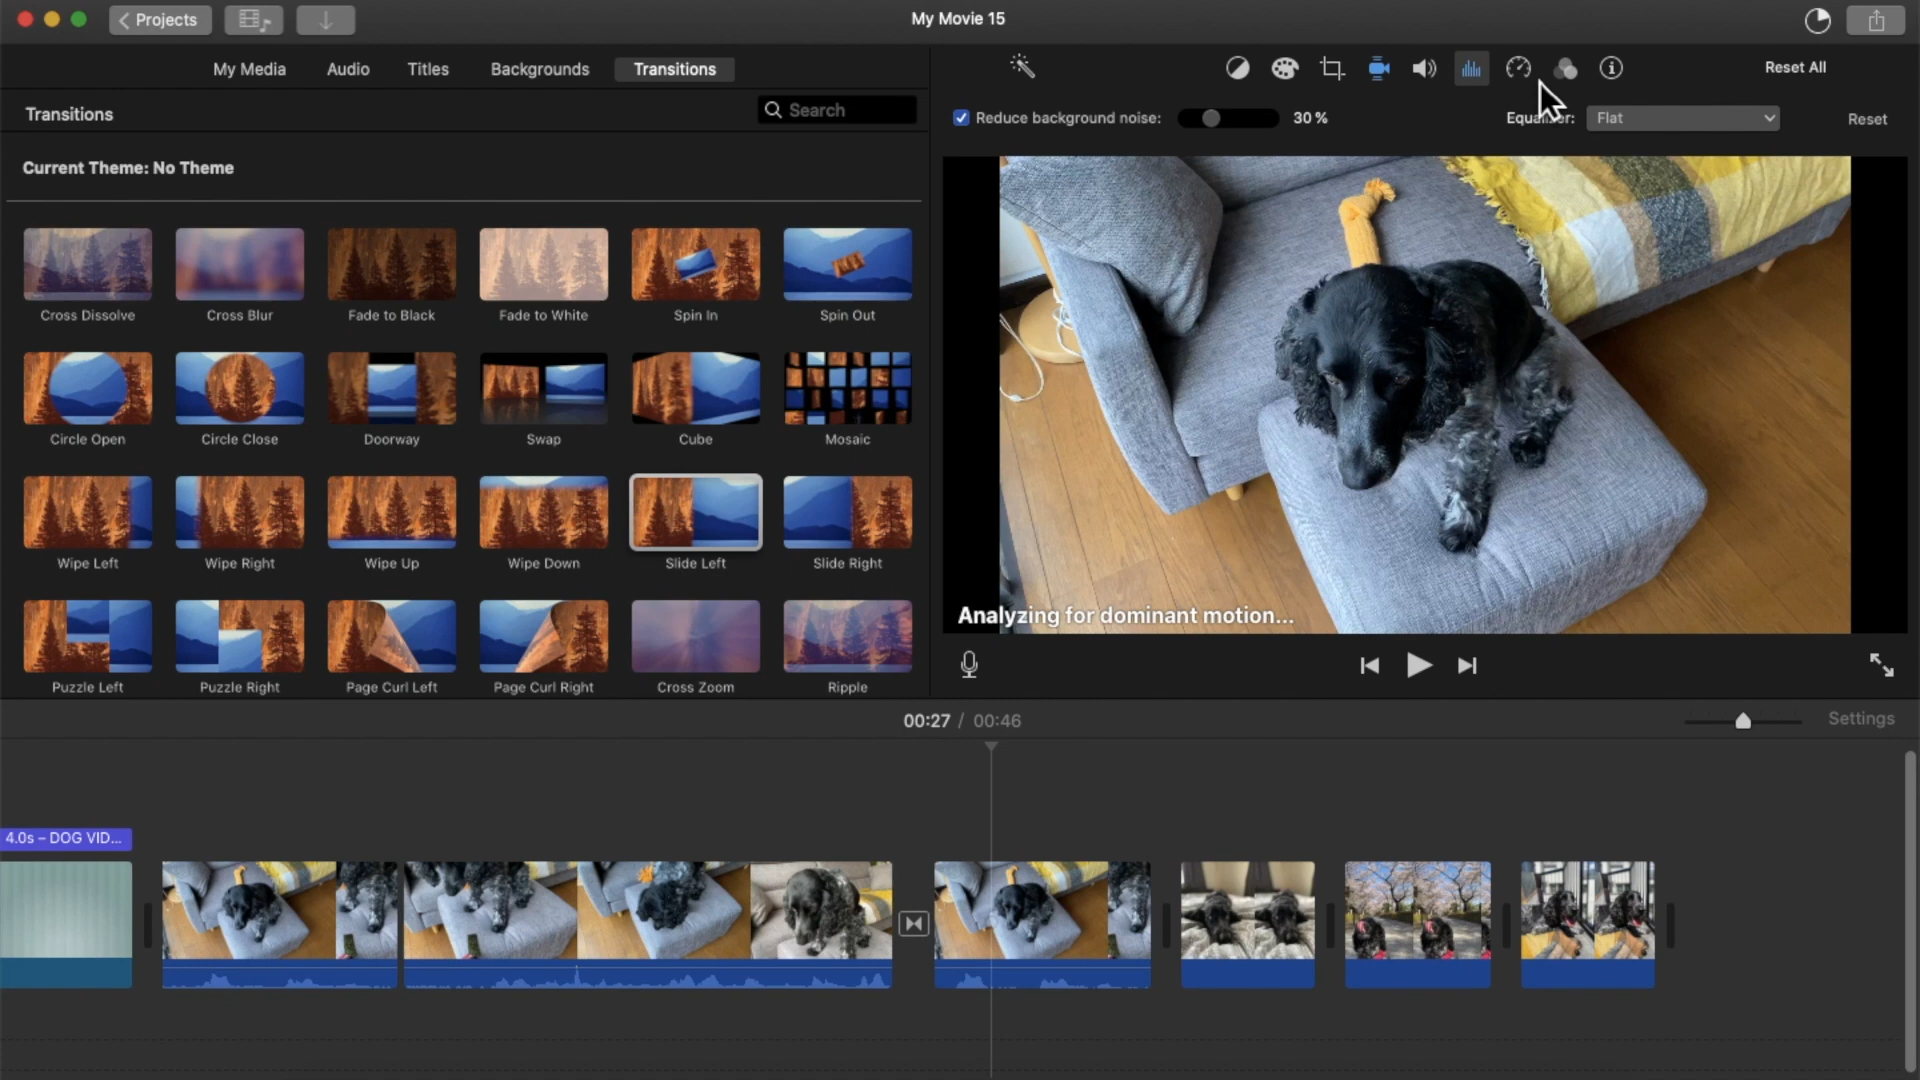 Projects
My Movie 15
My Media
Audio
Titles
Backgrounds
Transitions
Reset All
Transitions
Search
Reduce background noise:
30 %
Flat
Reset
Current Theme: No Theme
Cross Dissolve
Cross Blur
Fade to Black
Fade to White
Spin In
Spin Out
Circle Open
Circle Close
Doorway
Swap
Cube
Mosaic
Wipe Left
Wipe Right
Wipe Up
Wipe Down
Slide Left
Slide Right
Puzzle Left
Puzzle Right
Page Curl Left
Page Curl Right
Cross Zoom
Ripple
Analyzing for dominant motion...
00:27 / 00:46
Settings
4.0s – DOG VID...